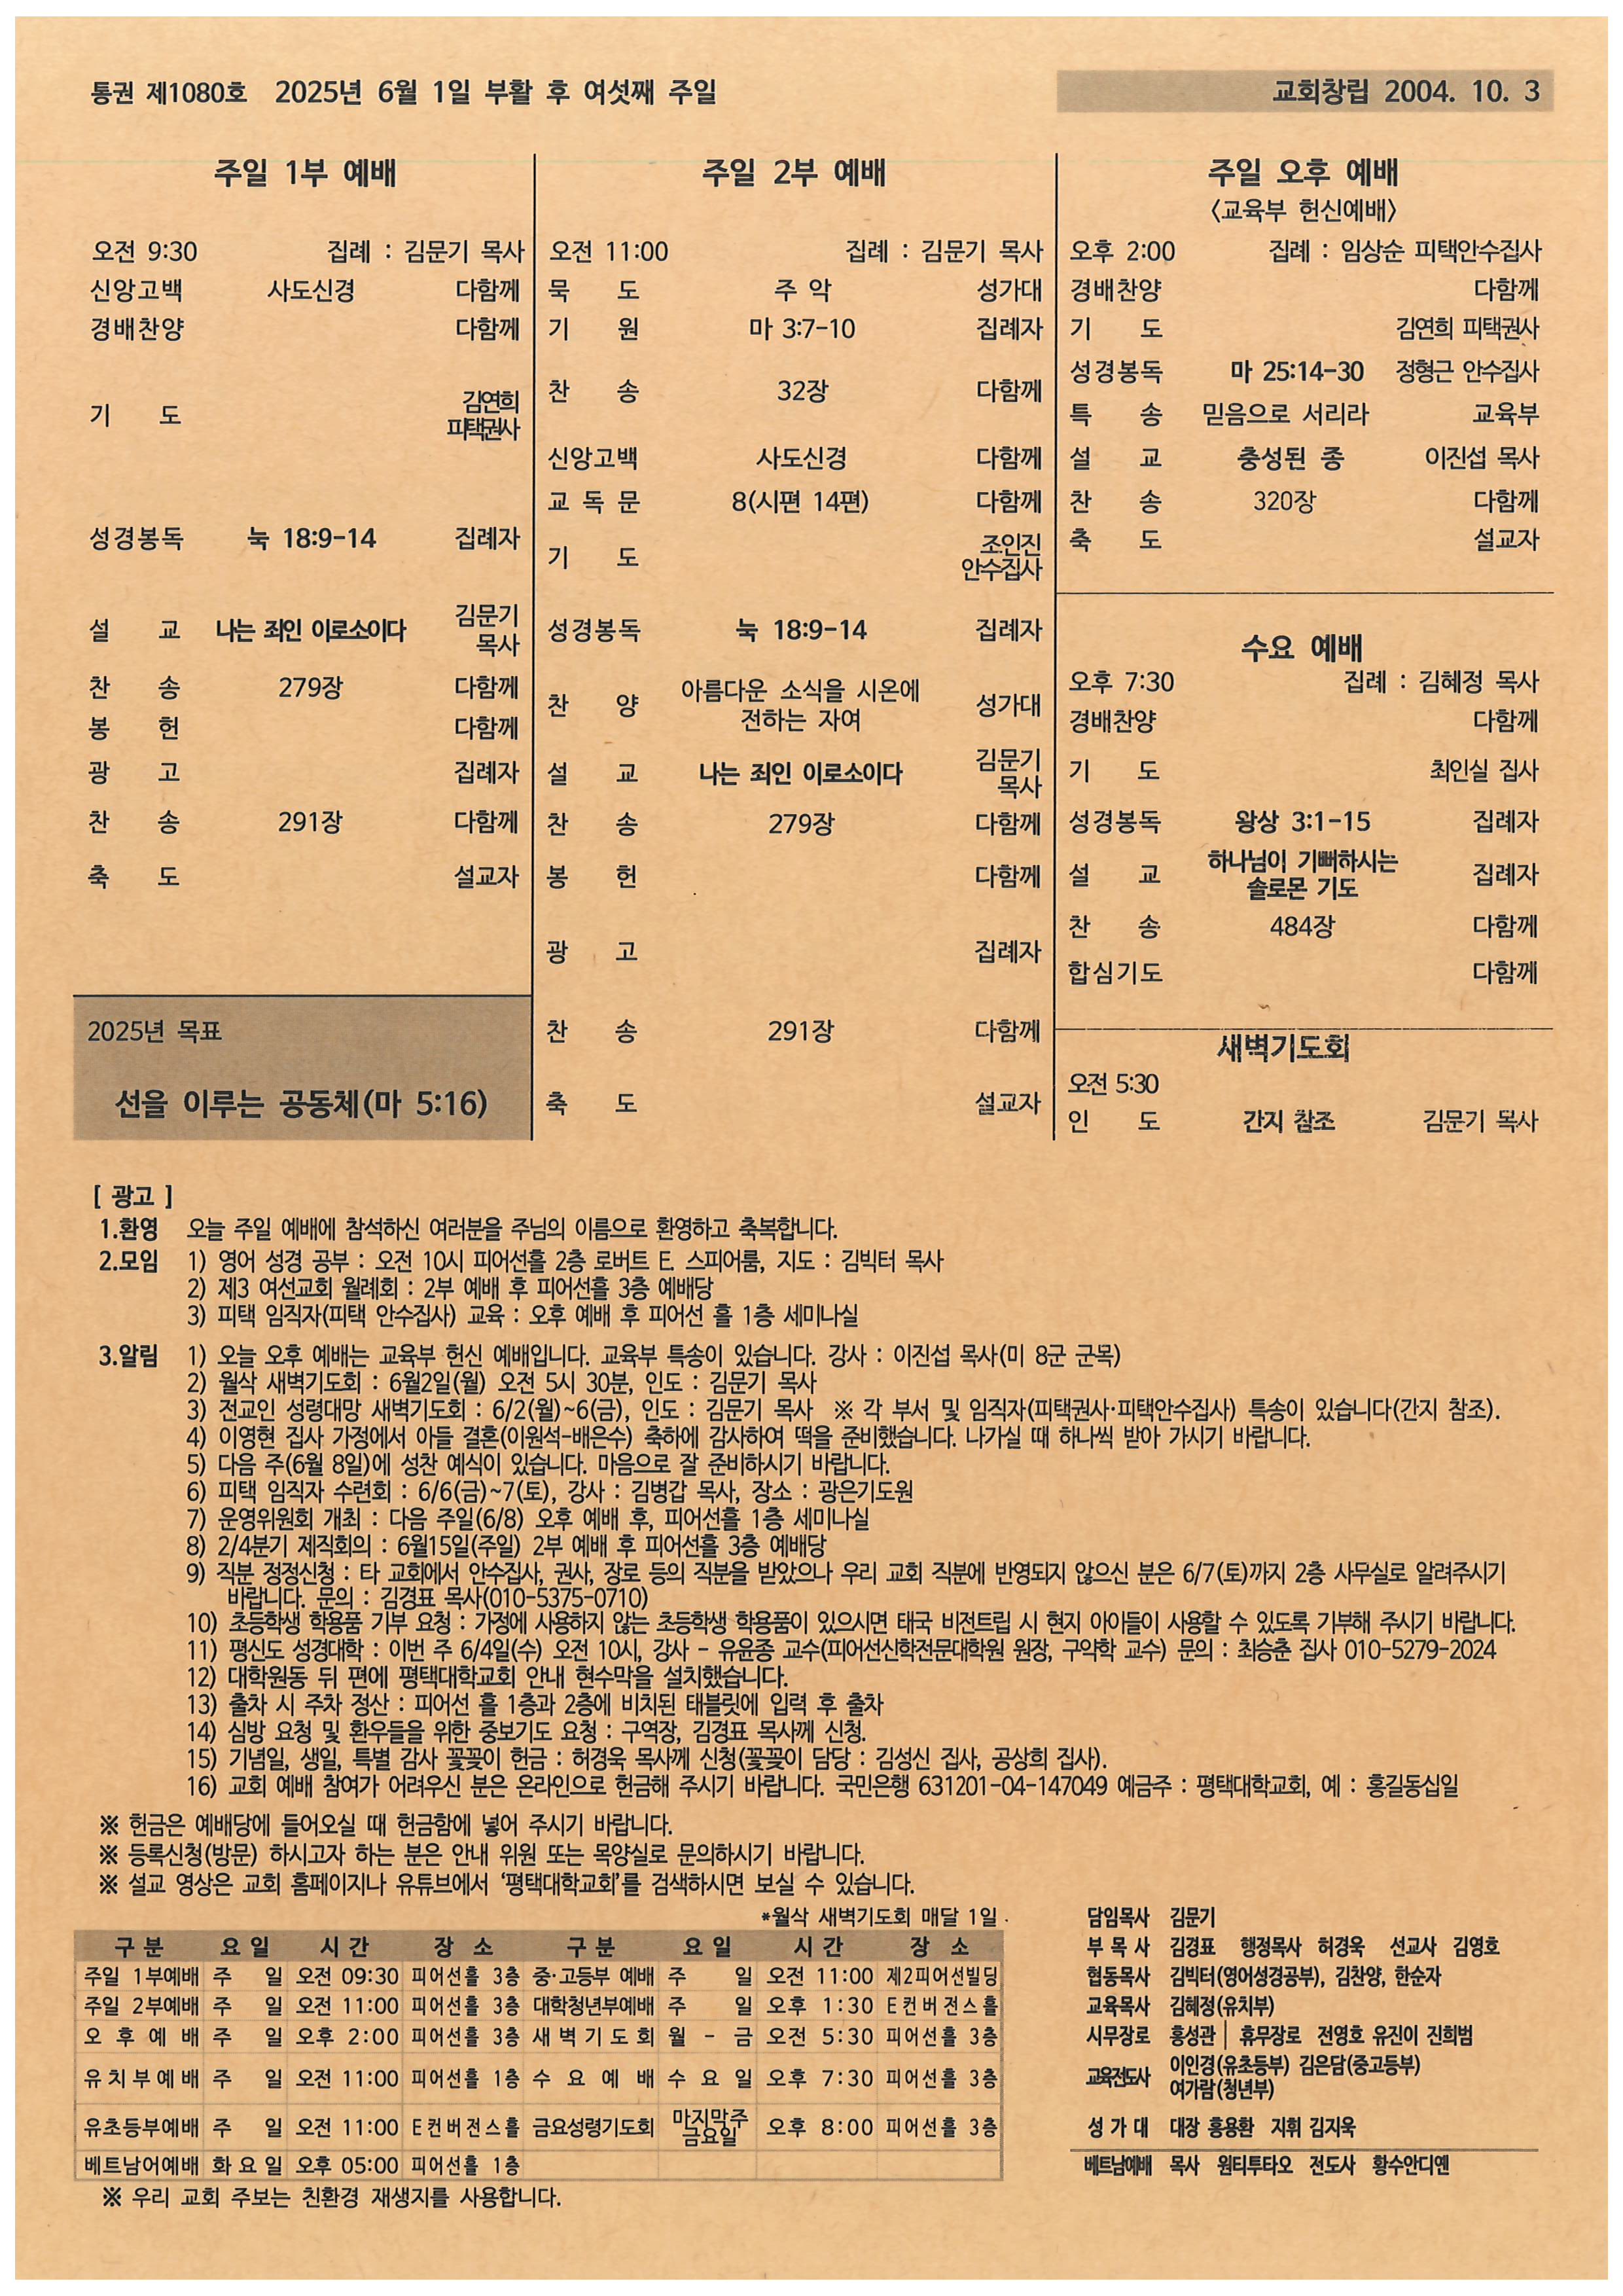 통권 제1080호 2025년 6월 1일 부활 후 여섯째 주일
교회창립 2004. 10. 3
주일 1부 예배
오전 9:30 집례 : 김문기 목사
신앙고백 사도신경 다함께
경배찬양 다함께
기 도 김연희 피택권사
성경봉독 눅 18:9-14 집례자
설 교 나는 죄인 이로소이다 김문기 목사
찬 송 279장 다함께
봉 헌 다함께
광 고 집례자
찬 송 291장 다함께
축 도 설교자
2025년 목표
선을 이루는 공동체(마 5:16)
주일 2부 예배
오전 11:00 집례 : 김문기 목사
묵 도 주 악 성가대
기 원 마 3:7-10 집례자
찬 송 32장 다함께
신앙고백 사도신경 다함께
교 독 문 8(시편 14편) 다함께
기 도 조인진 안수집사
성경봉독 눅 18:9-14 집례자
찬 양 아름다운 소식을 시온에 전하는 자여 성가대
설 교 나는 죄인 이로소이다 김문기 목사
찬 송 279장 다함께
봉 헌 다함께
광 고 집례자
찬 송 291장 다함께
축 도 설교자
주일 오후 예배
<교육부 헌신예배>
오후 2:00 집례 : 임상순 피택안수집사
경배찬양 다함께
기 도 김연희 피택권사
성경봉독 마 25:14-30 정형근 안수집사
특 송 믿음으로 서리라 교육부
설 교 충성된 종 이진섭 목사
찬 송 320장 다함께
축 도 설교자
수요 예배
오후 7:30 집례 : 김혜정 목사
경배찬양 다함께
기 도 최인실 집사
성경봉독 왕상 3:1-15 집례자
설 교 하나님이 기뻐하시는 솔로몬 기도 집례자
찬 송 484장 다함께
합심기도 다함께
새벽기도회
오전 5:30
인 도 간지 참조 김문기 목사
[ 광고 ]
1.환영 오늘 주일 예배에 참석하신 여러분을 주님의 이름으로 환영하고 축복합니다.
2.모임 1) 영어 성경 공부 : 오전 10시 피어선홀 2층 로버트 E. 스피어룸, 지도 : 김빅터 목사
2) 제3 여선교회 월례회 : 2부 예배 후 피어선홀 3층 예배당
3) 피택 임직자(피택 안수집사) 교육 : 오후 예배 후 피어선 홀 1층 세미나실
3.알림 1) 오늘 오후 예배는 교육부 헌신 예배입니다. 교육부 특송이 있습니다. 강사 : 이진섭 목사(미 8군 군목)
2) 월삭 새벽기도회 : 6월2일(월) 오전 5시 30분, 인도 : 김문기 목사
3) 전교인 성령대망 새벽기도회 : 6/2(월)~6(금), 인도 : 김문기 목사 ※ 각 부서 및 임직자(피택권사·피택안수집사) 특송이 있습니다(간지 참조).
4) 이영현 집사 가정에서 아들 결혼(이원석-배은수) 축하에 감사하여 떡을 준비했습니다. 나가실 때 하나씩 받아 가시기 바랍니다.
5) 다음 주(6월 8일)에 성찬 예식이 있습니다. 마음으로 잘 준비하시기 바랍니다.
6) 피택 임직자 수련회 : 6/6(금)~7(토), 강사 : 김병갑 목사, 장소 : 광은기도원
7) 운영위원회 개최 : 다음 주일(6/8) 오후 예배 후, 피어선홀 1층 세미나실
8) 2/4분기 제직회의 : 6월15일(주일) 2부 예배 후 피어선홀 3층 예배당
9) 직분 정정신청 : 타 교회에서 안수집사, 권사, 장로 등의 직분을 받았으나 우리 교회 직분에 반영되지 않으신 분은 6/7(토)까지 2층 사무실로 알려주시기
바랍니다. 문의 : 김경표 목사(010-5375-0710)
10) 초등학생 학용품 기부 요청 : 가정에 사용하지 않는 초등학생 학용품이 있으시면 태국 비전트립 시 현지 아이들이 사용할 수 있도록 기부해 주시기 바랍니다.
11) 평신도 성경대학 : 이번 주 6/4일(수) 오전 10시, 강사 - 유윤종 교수(피어선신학전문대학원 원장, 구약학 교수) 문의 : 최승춘 집사 010-5279-2024
12) 대학원동 뒤 편에 평택대학교회 안내 현수막을 설치했습니다.
13) 출차 시 주차 정산 : 피어선 홀 1층과 2층에 비치된 태블릿에 입력 후 출차
14) 심방 요청 및 환우들을 위한 중보기도 요청 : 구역장, 김경표 목사께 신청.
15) 기념일, 생일, 특별 감사 꽃꽂이 헌금 : 허경욱 목사께 신청(꽃꽂이 담당 : 김성신 집사, 공상희 집사).
16) 교회 예배 참여가 어려우신 분은 온라인으로 헌금해 주시기 바랍니다. 국민은행 631201-04-147049 예금주 : 평택대학교회, 예 : 홍길동십일
※ 헌금은 예배당에 들어오실 때 헌금함에 넣어 주시기 바랍니다.
※ 등록신청(방문) 하시고자 하는 분은 안내 위원 또는 목양실로 문의하시기 바랍니다.
※ 설교 영상은 교회 홈페이지나 유튜브에서 '평택대학교회'를 검색하시면 보실 수 있습니다.
*월삭 새벽기도회 매달 1일
구 분 요 일 시 간 장 소 구 분 요 일 시 간 장 소
주일 1부예배 주 일 오전 09:30 피어선홀 3층 중·고등부 예배 주 일 오전 11:00 제2피어선빌딩
주일 2부예배 주 일 오전 11:00 피어선홀 3층 대학청년부예배 주 일 오후 1:30 E컨버전스홀
오 후 예 배 주 일 오후 2:00 피어선홀 3층 새벽기도회 월 - 금 오전 5:30 피어선홀 3층
유치부예배 주 일 오전 11:00 피어선홀 1층 수 요 예 배 수 요 일 오후 7:30 피어선홀 3층
유초등부예배 주 일 오전 11:00 E컨버전스홀 금요성령기도회 마지막주 금요일 오후 8:00 피어선홀 3층
베트남어예배 화 요 일 오후 05:00 피어선홀 1층
※ 우리 교회 주보는 친환경 재생지를 사용합니다.
담임목사 김문기
부 목 사 김경표 행정목사 허경욱 선교사 김영호
협동목사 김빅터(영어성경공부), 김찬양, 한순자
교육목사 김혜정(유치부)
시무장로 홍성관 | 휴무장로 전영호 유진이 진희범
교육전도사 이인경(유초등부) 김은담(중고등부)
여가람(청년부)
성 가 대 대장 홍용환 지휘 김지욱
베트남예배 목사 원티투타오 전도사 황수안디엔